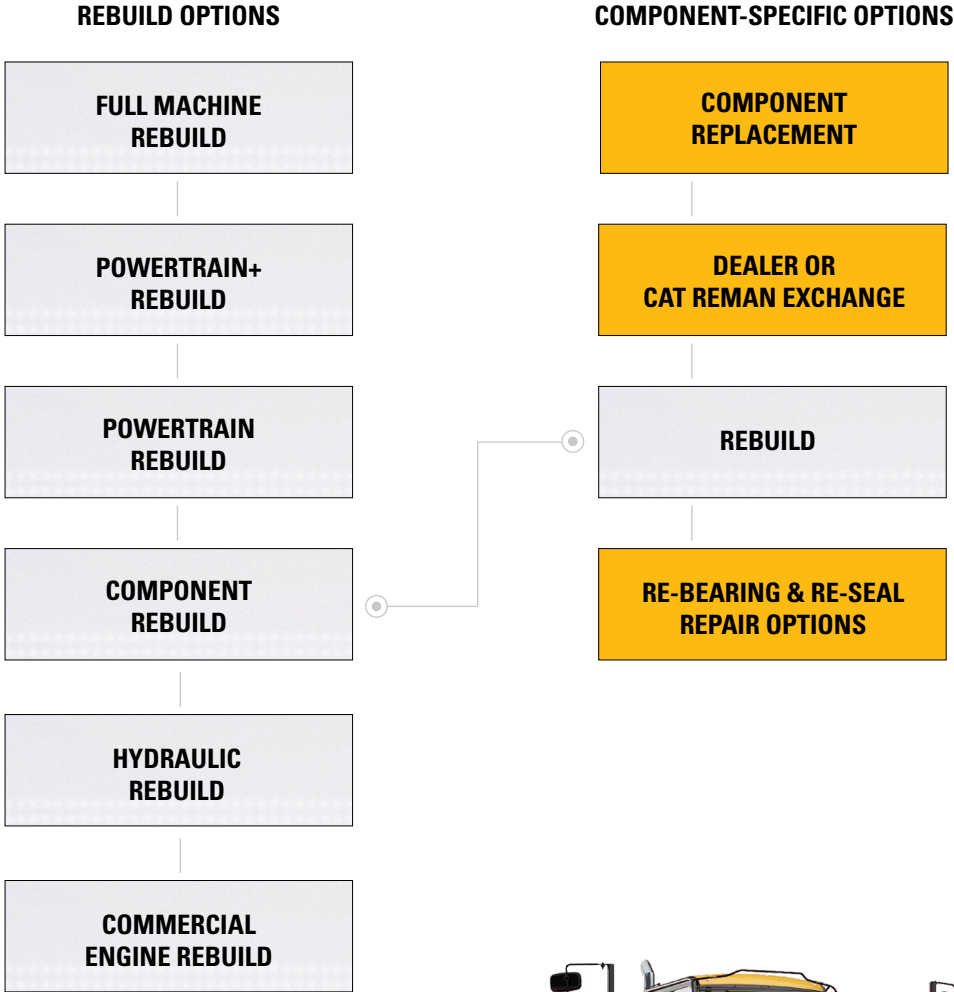 REBUILD OPTIONS
FULL MACHINE
REBUILD
POWERTRAIN+
REBUILD
POWERTRAIN
REBUILD
COMPONENT
REBUILD
HYDRAULIC
REBUILD
COMMERCIAL
ENGINE REBUILD
COMPONENT-SPECIFIC OPTIONS
COMPONENT
REPLACEMENT
DEALER OR
CAT REMAN EXCHANGE
REBUILD
RE-BEARING & RE-SEAL
REPAIR OPTIONS